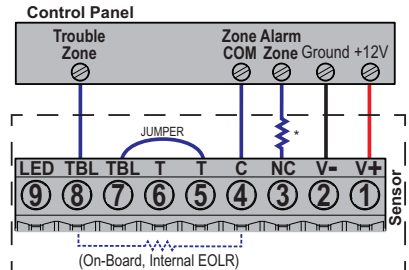 Control Panel
Trouble Zone
Zone COM
Alarm Zone
Ground
+12V
JUMPER
*
LED TBL TBL T T C NC V- V+
9 8 7 6 5 4 3 2 1
Sensor
(On-Board, Internal EOLR)